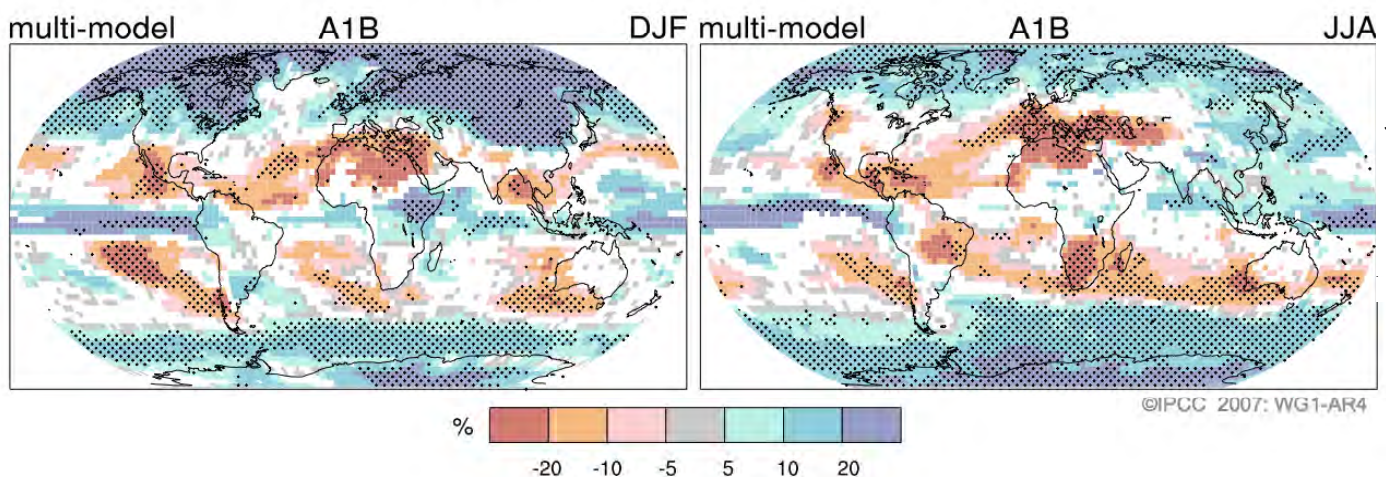 multi-model A1B DJF
multi-model A1B JJA
©IPCC 2007: WG1-AR4
%
-20 -10 -5 5 10 20